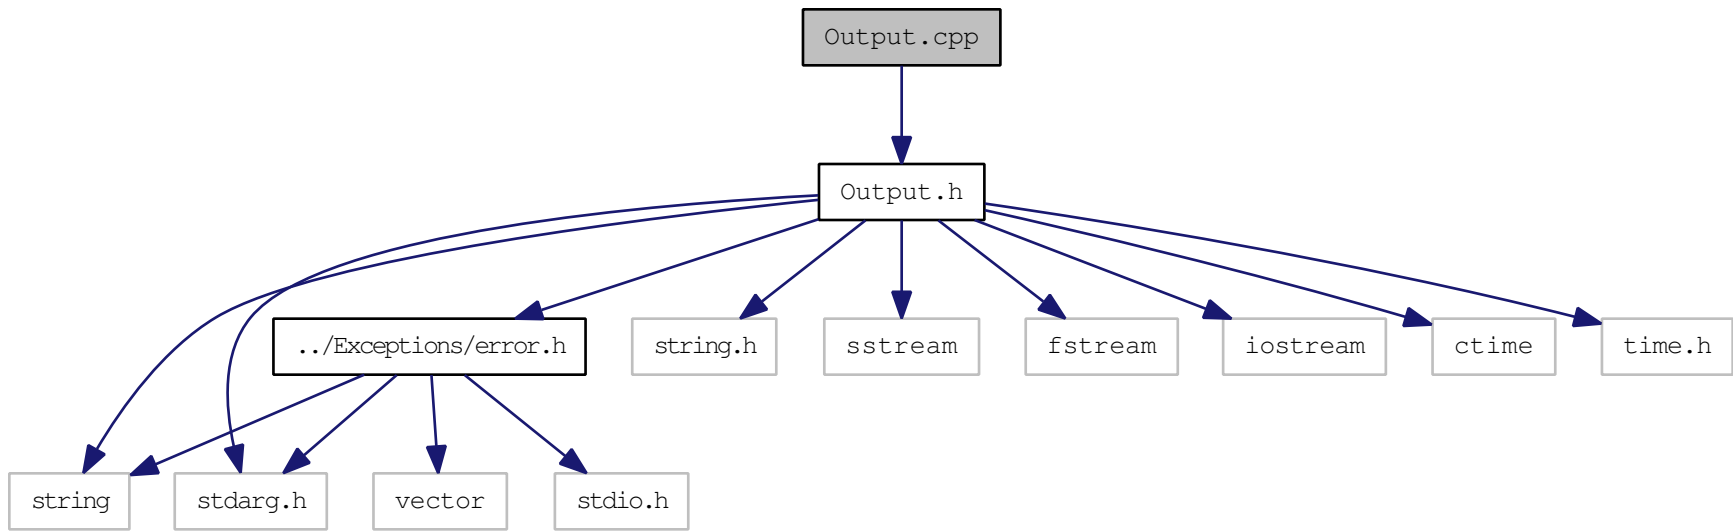 Output.cpp
Output.h
../Exceptions/error.h
string.h
sstream
fstream
iostream
ctime
time.h
string
stdarg.h
vector
stdio.h